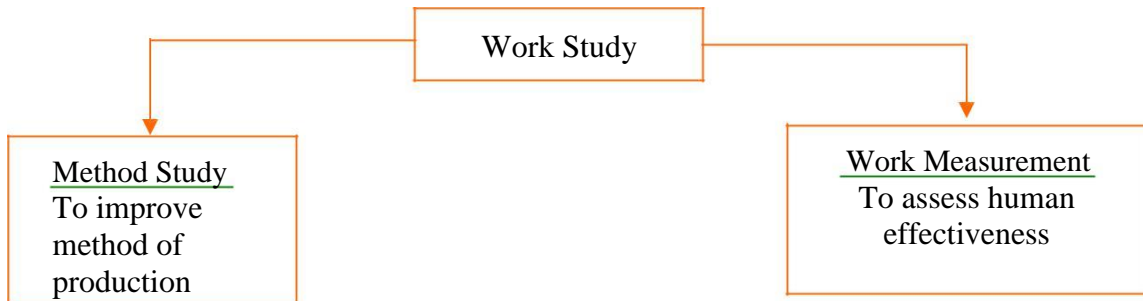 Work Study
Method Study
To improve
method of
production
Work Measurement
To assess human
effectiveness